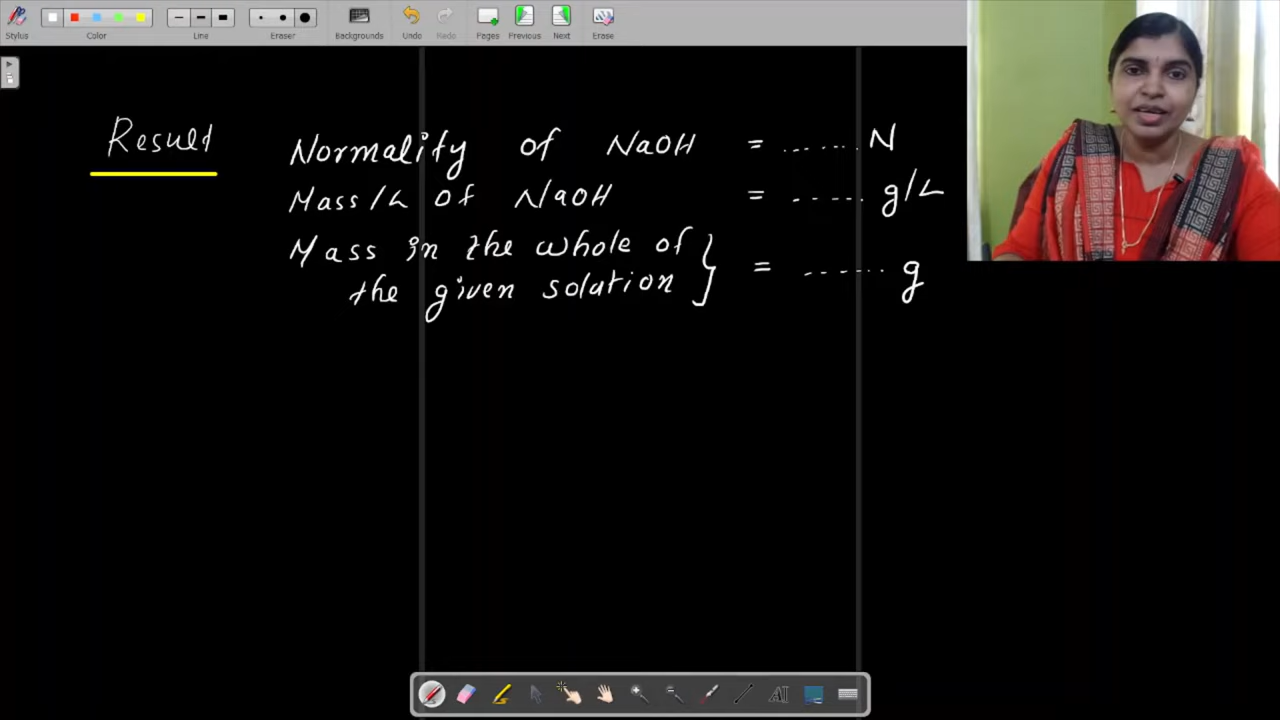 Stylus Color Line Eraser Backgrounds Undo Redo Pages Previous Next Erase
Result
Normality of NaOH = ........ N
Mass/L of NaOH = ...... g/L
Mass in the whole of
the given solution } = ........ g
AI